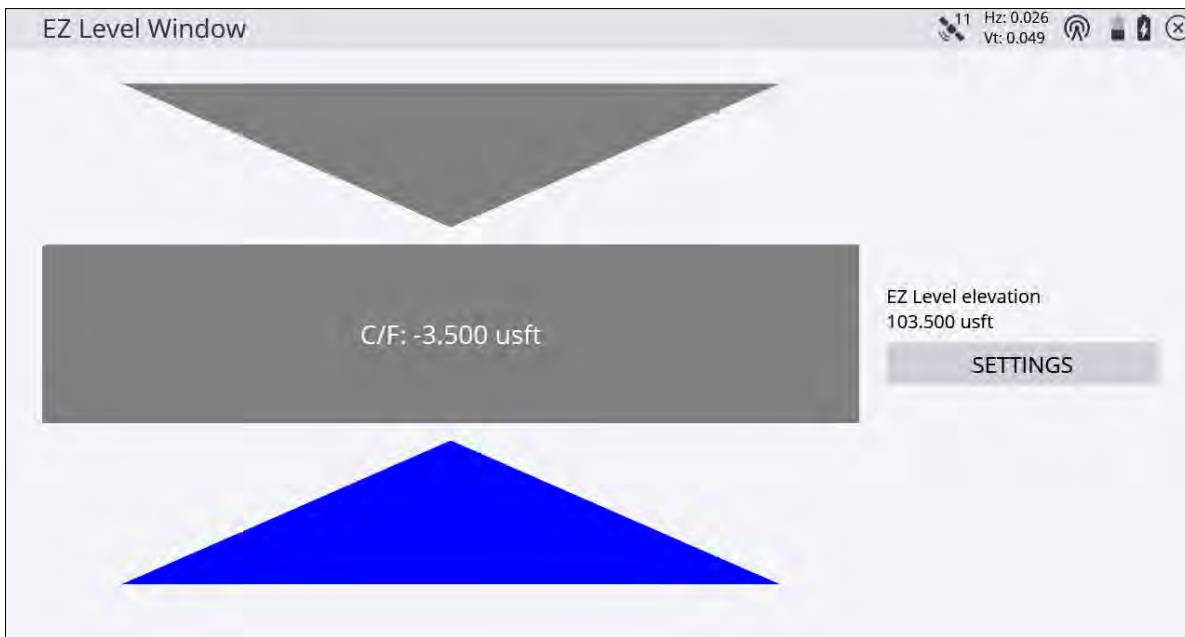 EZ Level Window
11
Hz: 0.026
Vt: 0.049
C/F: -3.500 usft
EZ Level elevation
103.500 usft
SETTINGS